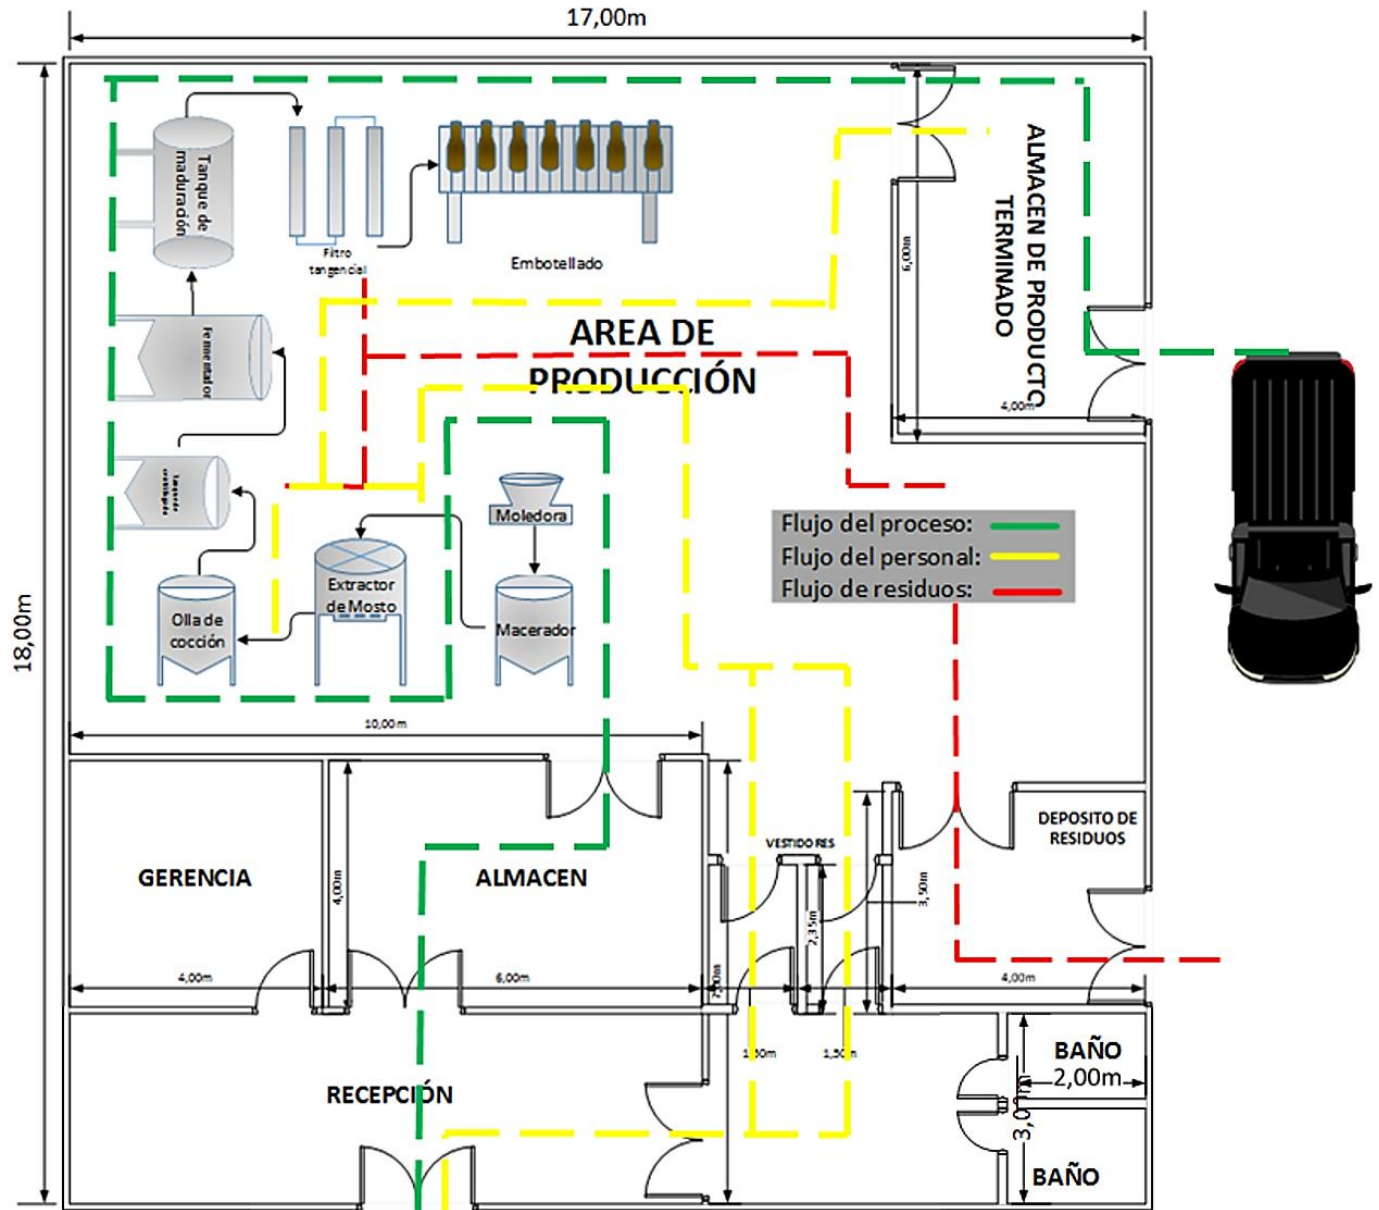 17,00m
18,00m
Tanque de
maduración
Filtro
tangencial
Embotellado
6,00m
ALMACEN DE PRODUCTO
TERMINADO
4,00m
AREA DE
PRODUCCIÓN
Fermentador
Moledora
Extractor
de Mosto
Olla de
cocción
Macerador
Flujo del proceso:
Flujo del personal:
Flujo de residuos:
10,00m
GERENCIA
4,00m
ALMACEN
4,00m
6,00m
VESTIDORES
2,35m
3,50m
DEPOSITO DE
RESIDUOS
4,00m
1,50m
1,50m
RECEPCIÓN
BAÑO
2,00m
3,00m
BAÑO